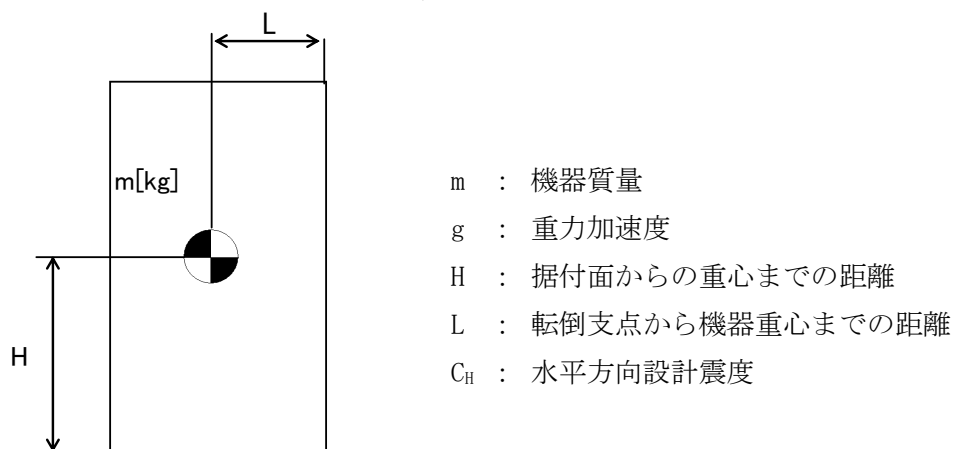 L
m[kg]
H
m : 機器質量
g : 重力加速度
H : 据付面からの重心までの距離
L : 転倒支点から機器重心までの距離
C_H : 水平方向設計震度